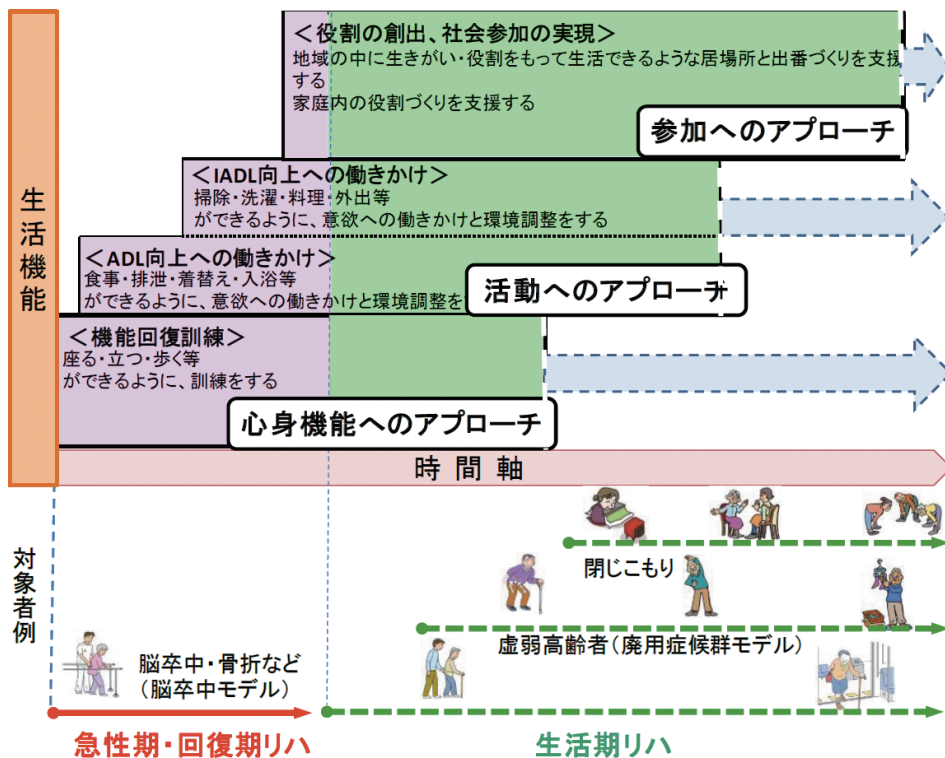 生活機能
＜役割の創出、社会参加の実現＞
地域の中に生きがい・役割をもって生活できるような居場所と出番づくりを支援
する
家庭内の役割づくりを支援する
参加へのアプローチ
＜IADL向上への働きかけ＞
掃除・洗濯・料理・外出等
ができるように、意欲への働きかけと環境調整をする
＜ADL向上への働きかけ＞
食事・排泄・着替え・入浴等
ができるように、意欲への働きかけと環境調整を
活動へのアプローチ
＜機能回復訓練＞
座る・立つ・歩く等
ができるように、訓練をする
心身機能へのアプローチ
時間軸
対象者例
閉じこもり
虚弱高齢者（廃用症候群モデル）
脳卒中・骨折など
（脳卒中モデル）
急性期・回復期リハ
生活期リハ